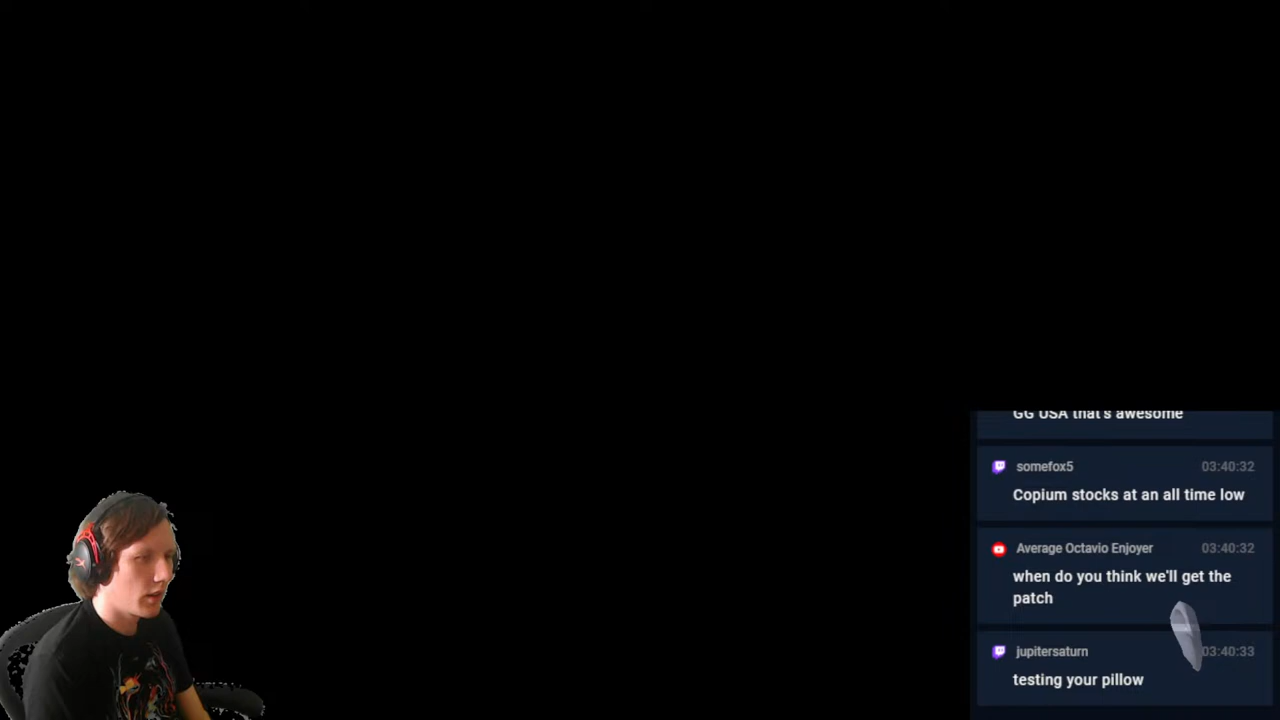 GG USA that's awesome
somefox5 03:40:32
Copium stocks at an all time low
Average Octavio Enjoyer 03:40:32
when do you think we'll get the
patch
jupitersaturn 03:40:33
testing your pillow